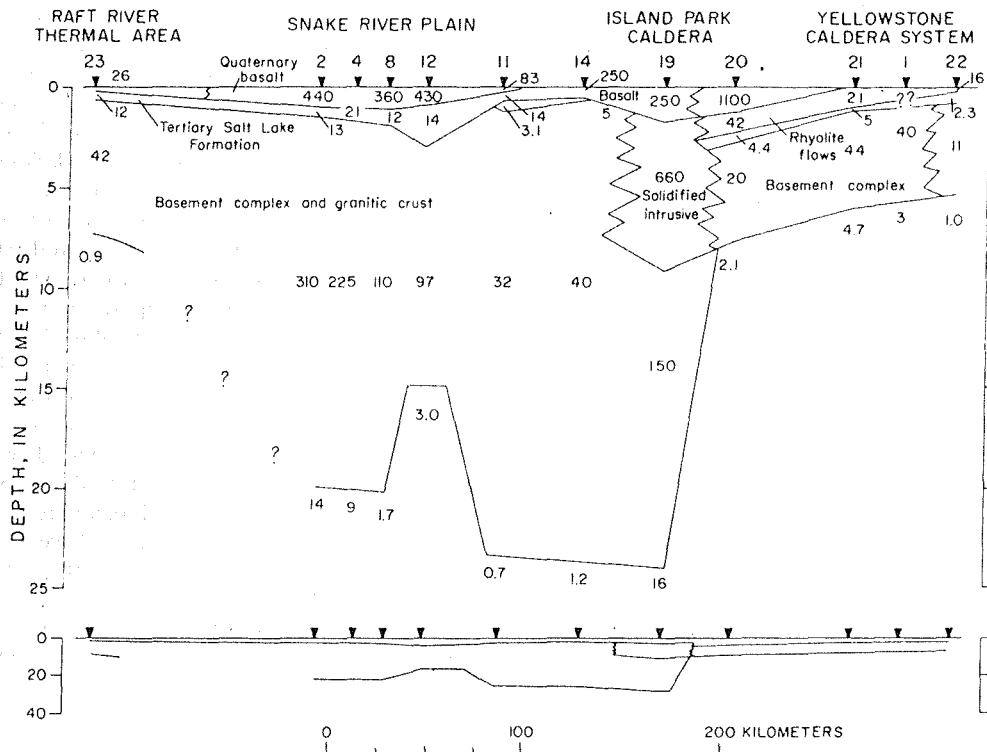 RAFT RIVER
THERMAL AREA
SNAKE RIVER PLAIN
ISLAND PARK
CALDERA
YELLOWSTONE
CALDERA SYSTEM
23 2 4 8 12 11 14 19 20 21 1 22
26 Quaternary basalt 83 250 16
0 440 360 430 Basalt 250 1100 21 ??
12 21 12 14 14 5 42 5 2.3
Tertiary Salt Lake Formation 13 3.1 4.4 Rhyolite flows 44 40 11
42
660 20
5 Basement complex and granitic crust Solidified intrusive Basement complex
4.7 3 1.0
0.9 2.1
10 310 225 110 97 32 40
?
150
15 ?
3.0
?
20
14 9 1.7
0.7 1.2 16
25
DEPTH, IN KILOMETERS
0
20
40
0 100 200 KILOMETERS